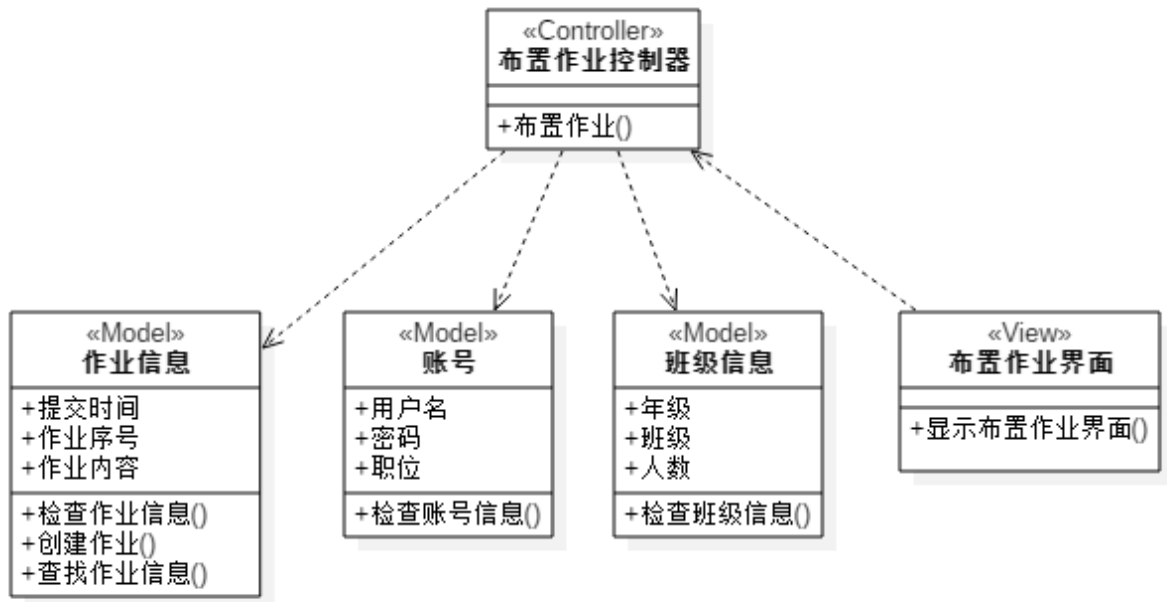 «Controller»
布置作业控制器
+布置作业()
«Model»
作业信息
+提交时间
+作业序号
+作业内容
+检查作业信息()
+创建作业()
+查找作业信息()
«Model»
账号
+用户名
+密码
+职位
+检查账号信息()
«Model»
班级信息
+年级
+班级
+人数
+检查班级信息()
«View»
布置作业界面
+显示布置作业界面()